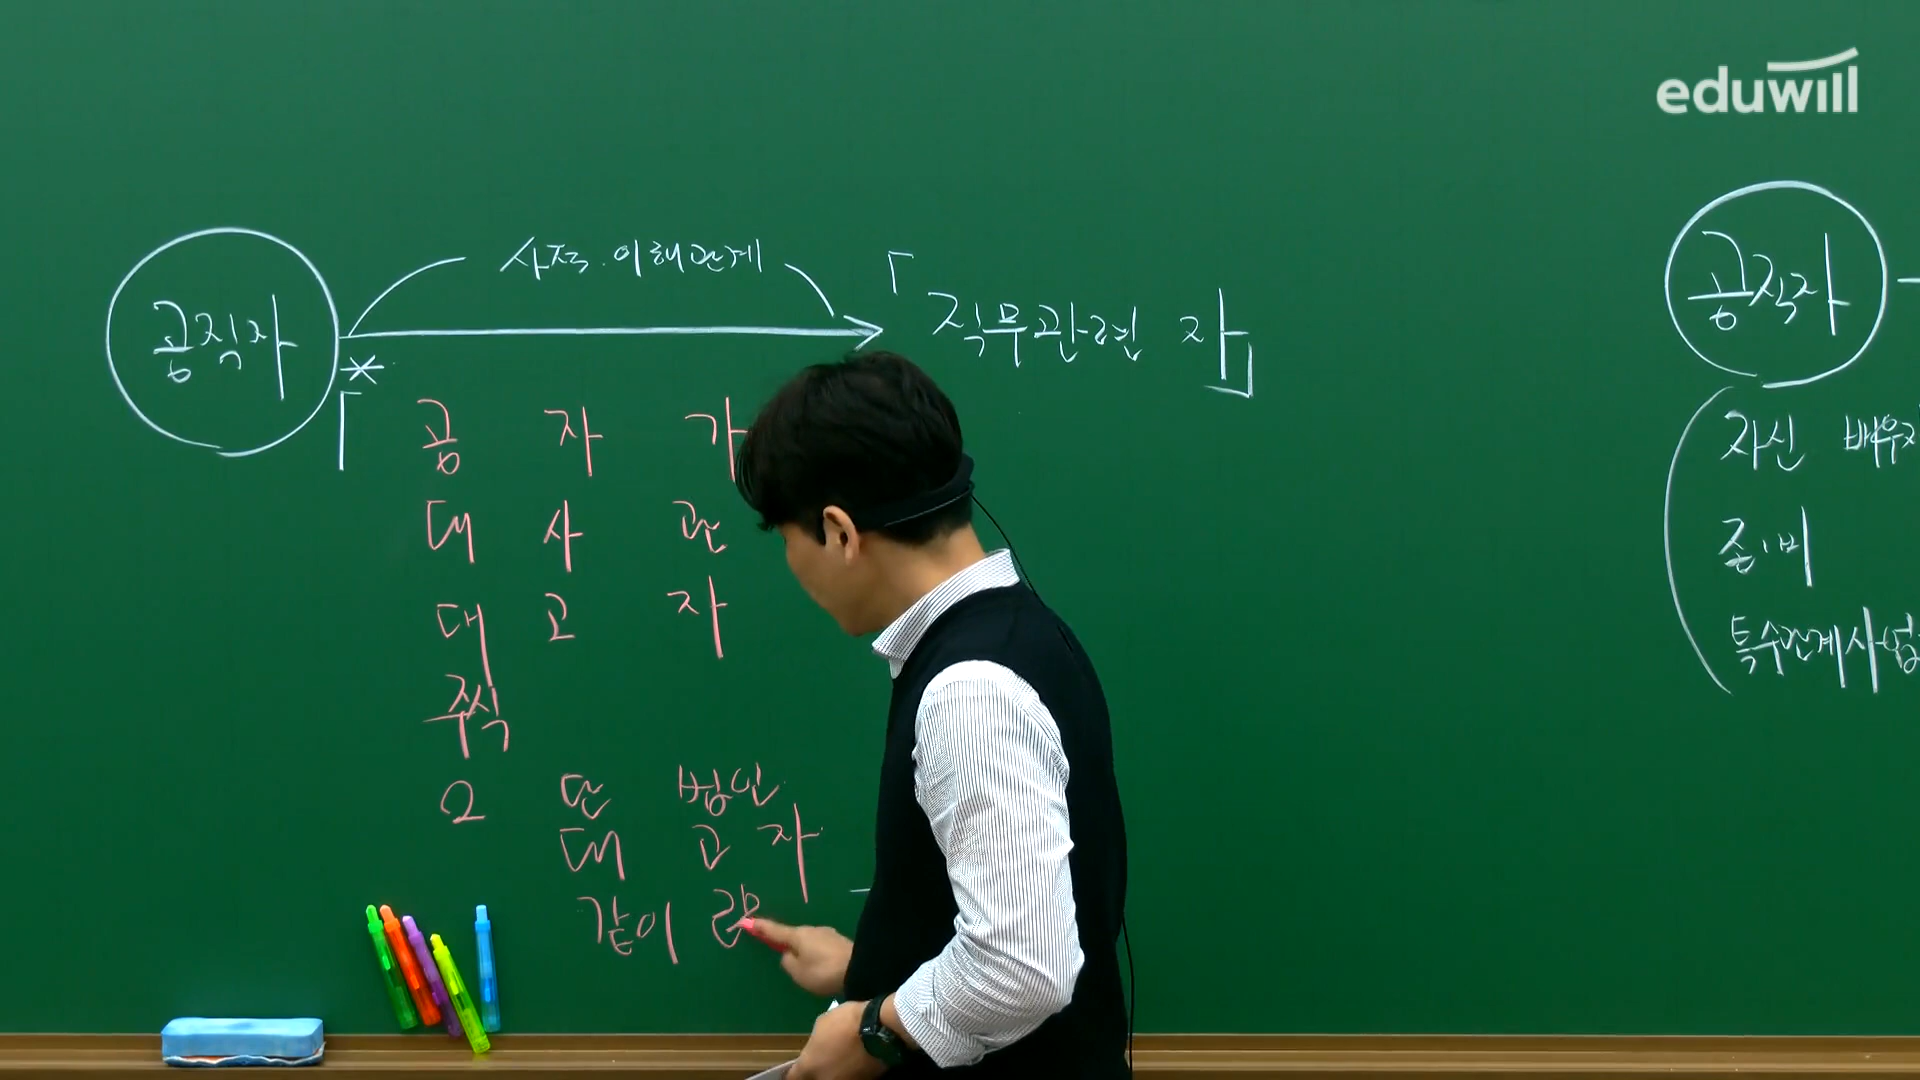 eduwill
사적 이해관계
「직무관련 자」
공직자
*
「
공 자 가
대 사 관
대 고 자
주식
2 단 법인
대 고 자
같이
공직자
자신 배우자
존·비
특수관계사업